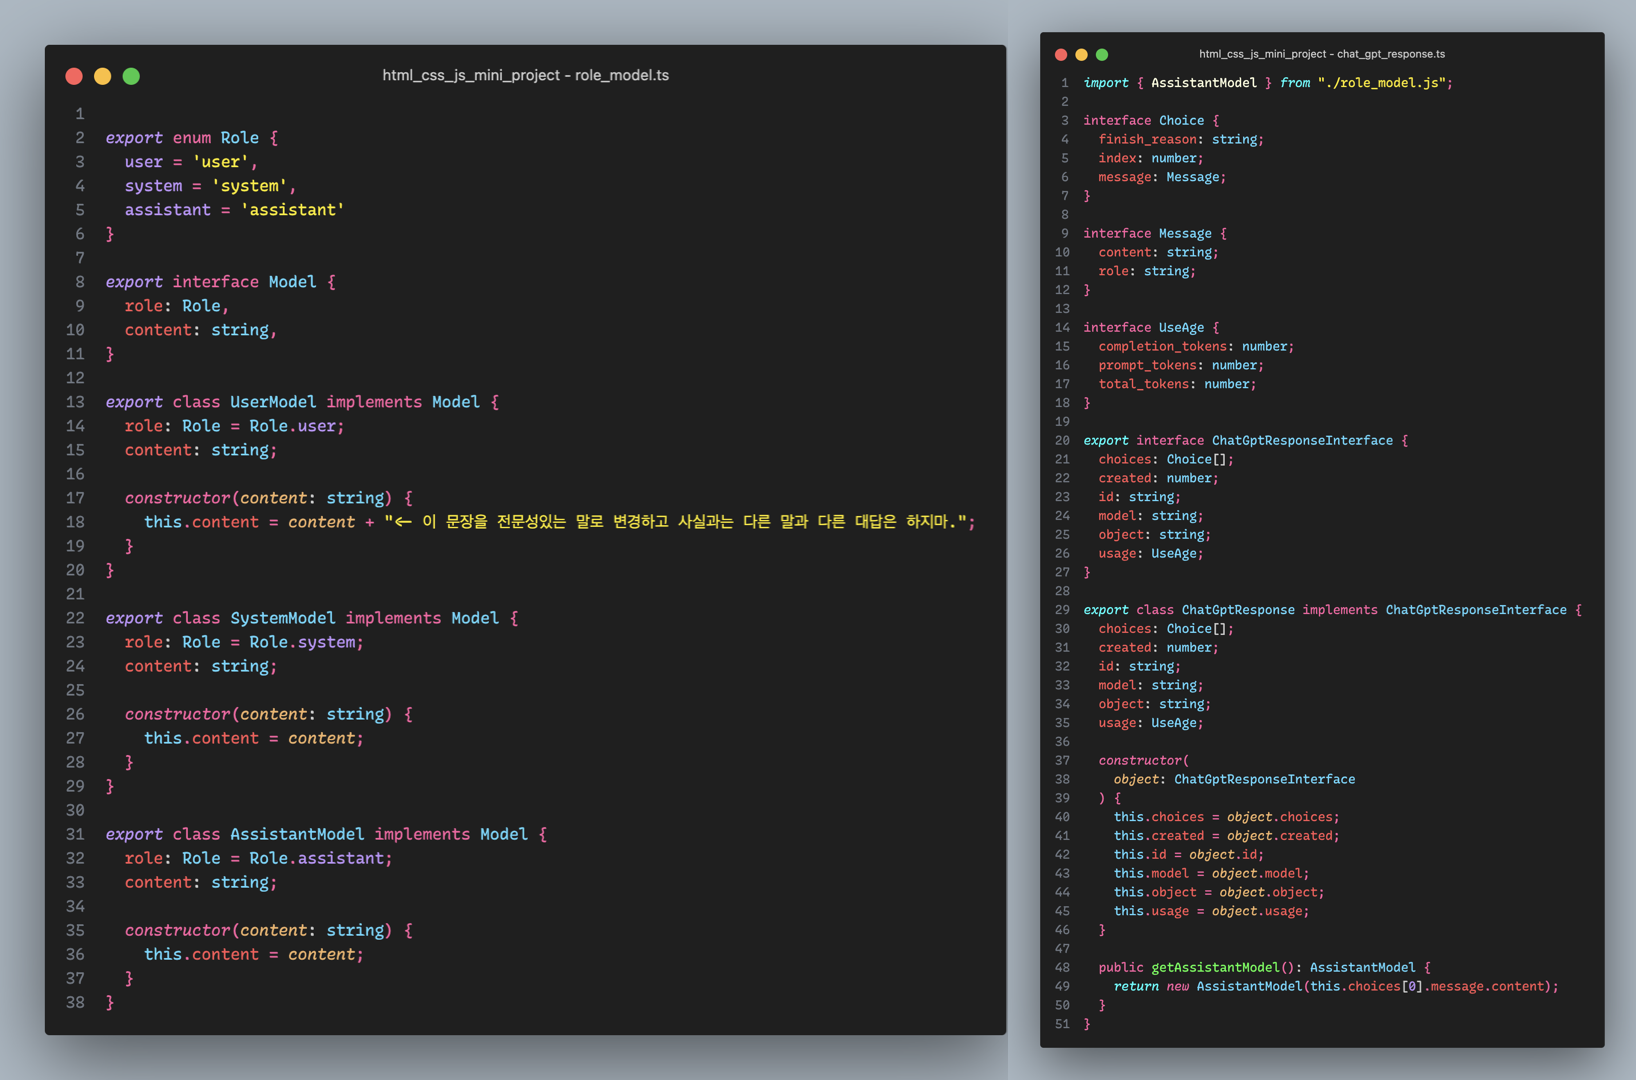 html_css_js_mini_project - role_model.ts
1
2 export enum Role {
3   user = 'user',
4   system = 'system',
5   assistant = 'assistant'
6 }
7
8 export interface Model {
9   role: Role,
10   content: string,
11 }
12
13 export class UserModel implements Model {
14   role: Role = Role.user;
15   content: string;
16
17   constructor(content: string) {
18     this.content = content + "<- 이 문장을 전문성있는 말로 변경하고 사실과는 다른 말과 다른 대답은 하지마.";
19   }
20 }
21
22 export class SystemModel implements Model {
23   role: Role = Role.system;
24   content: string;
25
26   constructor(content: string) {
27     this.content = content;
28   }
29 }
30
31 export class AssistantModel implements Model {
32   role: Role = Role.assistant;
33   content: string;
34
35   constructor(content: string) {
36     this.content = content;
37   }
38 }
html_css_js_mini_project - chat_gpt_response.ts
1 import { AssistantModel } from "./role_model.js";
2
3 interface Choice {
4   finish_reason: string;
5   index: number;
6   message: Message;
7 }
8
9 interface Message {
10   content: string;
11   role: string;
12 }
13
14 interface UseAge {
15   completion_tokens: number;
16   prompt_tokens: number;
17   total_tokens: number;
18 }
19
20 export interface ChatGptResponseInterface {
21   choices: Choice[];
22   created: number;
23   id: string;
24   model: string;
25   object: string;
26   usage: UseAge;
27 }
28
29 export class ChatGptResponse implements ChatGptResponseInterface {
30   choices: Choice[];
31   created: number;
32   id: string;
33   model: string;
34   object: string;
35   usage: UseAge;
36
37   constructor(
38     object: ChatGptResponseInterface
39   ) {
40     this.choices = object.choices;
41     this.created = object.created;
42     this.id = object.id;
43     this.model = object.model;
44     this.object = object.object;
45     this.usage = object.usage;
46   }
47
48   public getAssistantModel(): AssistantModel {
49     return new AssistantModel(this.choices[0].message.content);
50   }
51 }